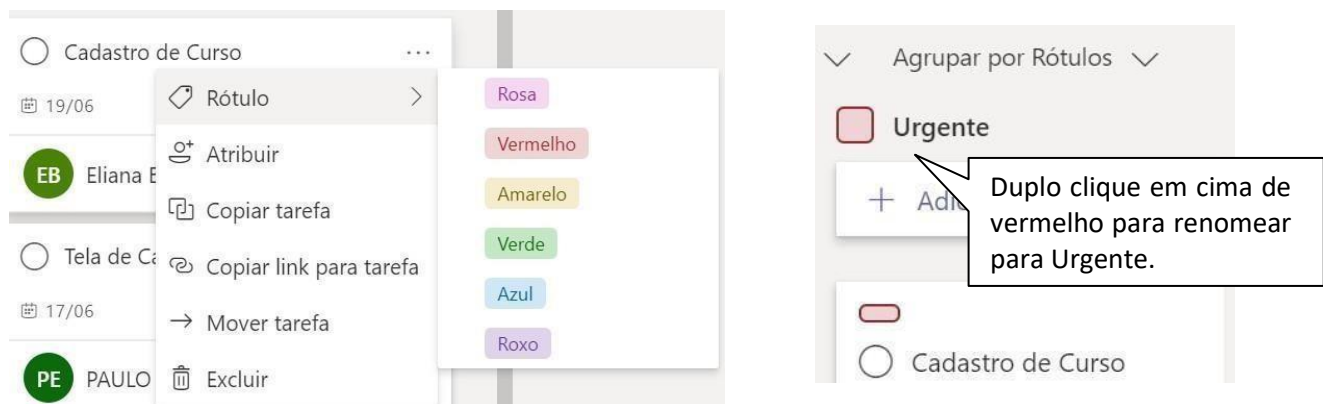 Cadastro de Curso ...
19/06
EB Eliana E
Tela de Ca
17/06
PE PAULO
Rótulo
Atribuir
Copiar tarefa
Copiar link para tarefa
Mover tarefa
Excluir
Rosa
Vermelho
Amarelo
Verde
Azul
Roxo
Agrupar por Rótulos
Urgente
+ Adic
Duplo clique em cima de
vermelho para renomear
para Urgente.
Cadastro de Curso